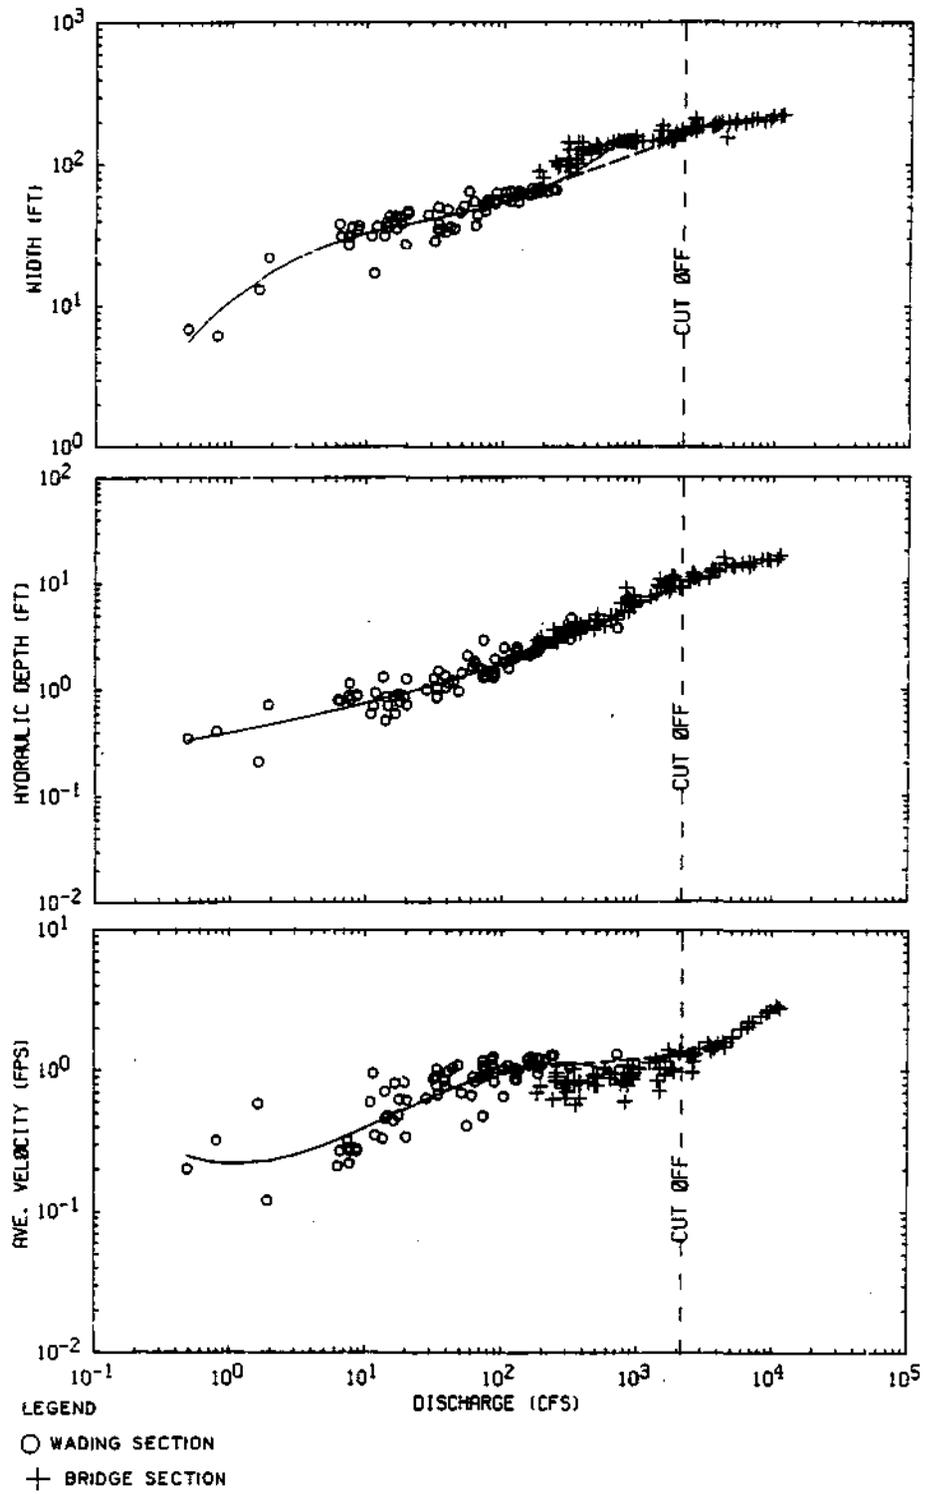 10³
10²
10¹
10⁰
WIDTH (FT)
CUT ØFF
10²
10¹
10⁰
10⁻¹
10⁻²
HYDRAULIC DEPTH (FT)
CUT ØFF
10¹
10⁰
10⁻¹
10⁻²
AVE. VELØCITY (FPS)
CUT ØFF
10⁻¹ 10⁰ 10¹ 10² 10³ 10⁴ 10⁵
DISCHARGE (CFS)
LEGEND
WADING SECTION
BRIDGE SECTION